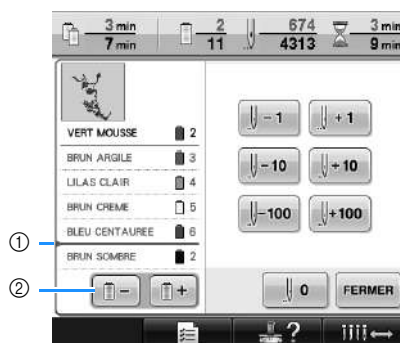 3 min 2 674 3 min
7 min 11 4313 9 min
VERT MOUSSE 2
BRUN ARGILE 3
LILAS CLAIR 4
BRUN CREME 5
BLEU CENTAUREE 6
BRUN SOMBRE 2
-1 +1
-10 +10
-100 +100
① 
② - +
0 FERMER
?